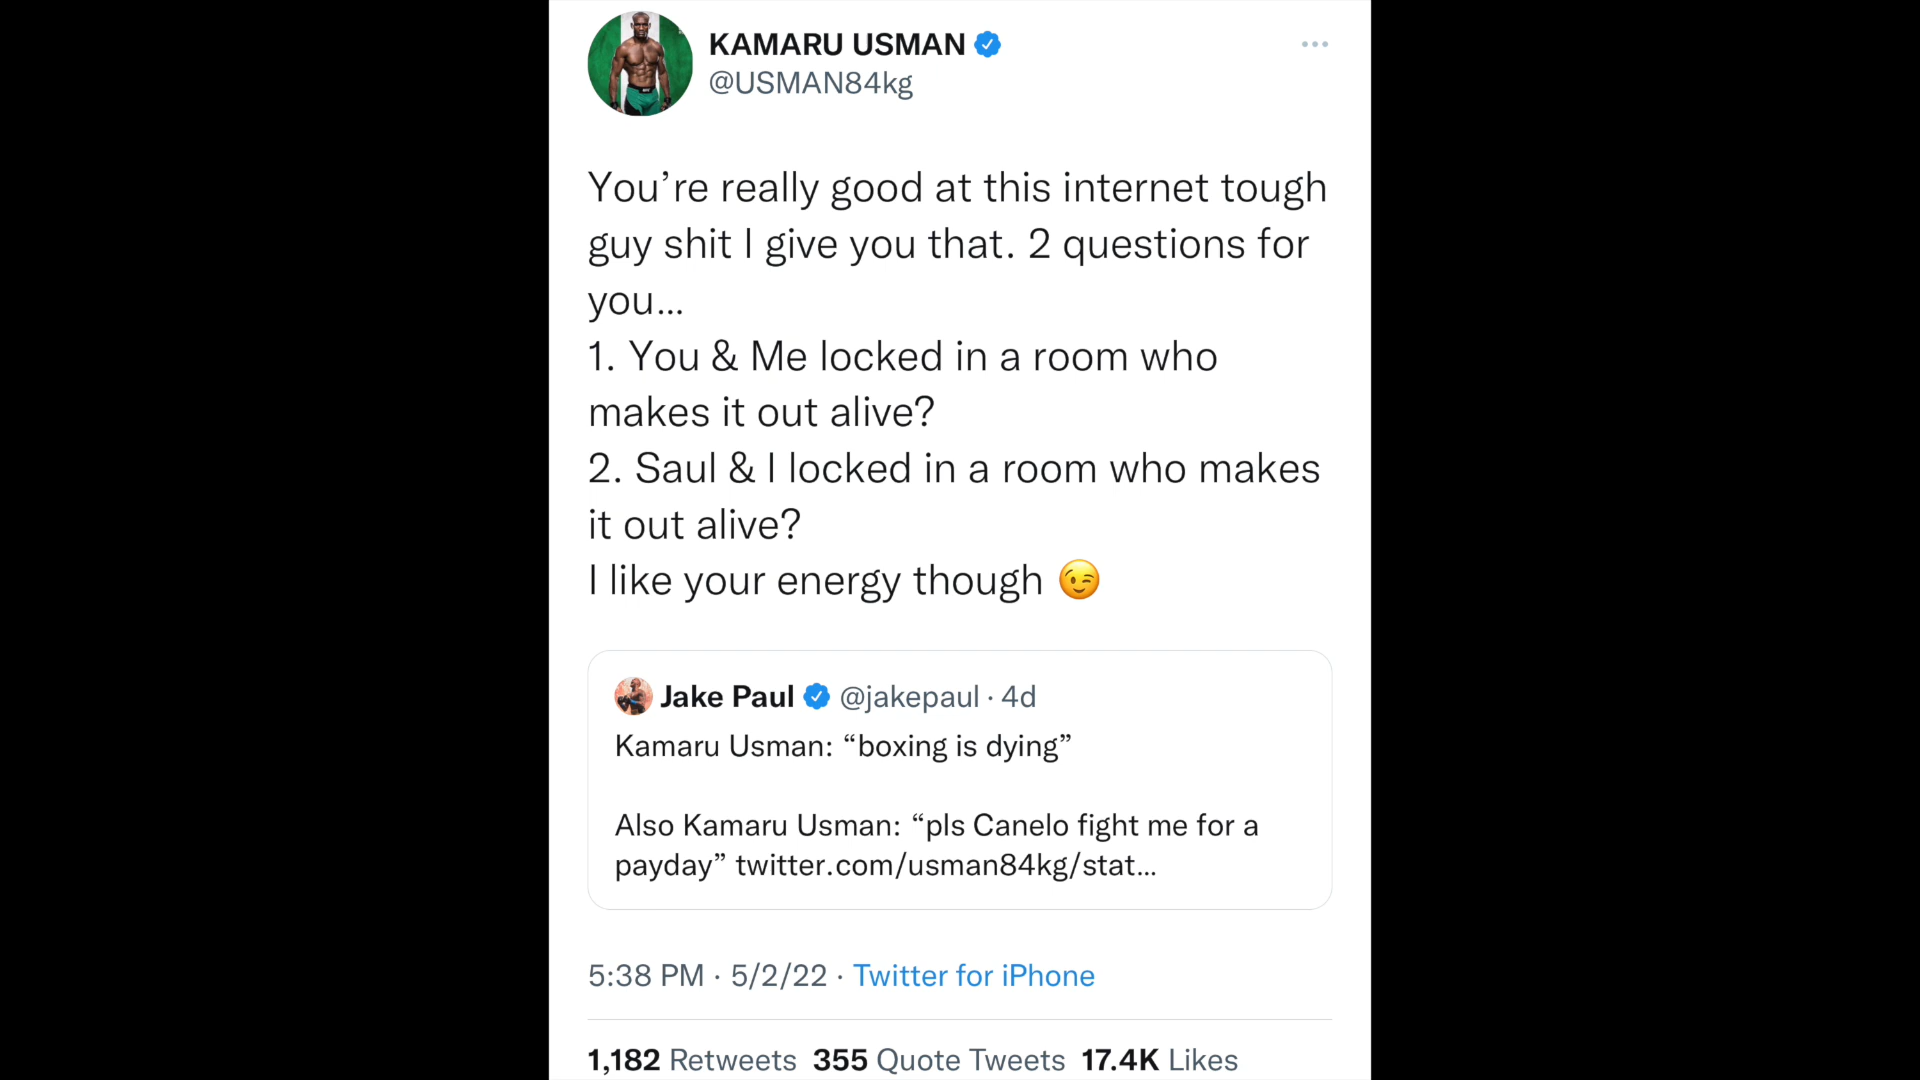 KAMARU USMAN
@USMAN84kg
You’re really good at this internet tough
guy shit I give you that. 2 questions for
you...
1. You & Me locked in a room who
makes it out alive?
2. Saul & I locked in a room who makes
it out alive?
I like your energy though 😉
Jake Paul @jakepaul · 4d
Kamaru Usman: “boxing is dying”
Also Kamaru Usman: “pls Canelo fight me for a
payday” twitter.com/usman84kg/stat...
5:38 PM · 5/2/22 · Twitter for iPhone
1,182 Retweets 355 Quote Tweets 17.4K Likes